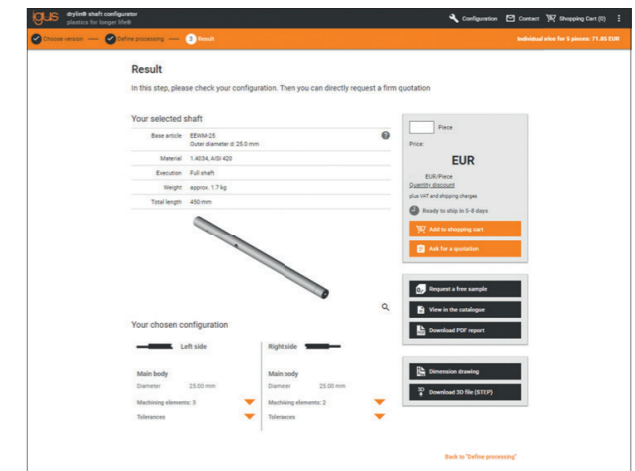 igus
drylin® shaft configurator
plastics for longer life®
Configuration
Contact
Shopping Cart (0)
Choose version
Define processing
3 Result
Individual price for 5 pieces: 71.85 EUR
Result
In this step, please check your configuration. Then you can directly request a firm quotation
Your selected shaft
Base article EEWM-25
Outer diameter d: 25.0 mm
Material 1.4034, AISI 420
Execution Full shaft
Weight approx. 1.7 kg
Total length 450 mm
Piece
Price:
EUR
EUR/Piece
Quantity discount
plus VAT and shipping charges
Ready to ship in 5-8 days
Add to shopping cart
Ask for a quotation
Request a free sample
View in the catalogue
Download PDF report
Dimension drawing
3D
Download 3D file (STEP)
Your chosen configuration
Left side
Main body
Diameter 25.00 mm
Machining elements: 3
Tolerances
Rightside
Main body
Diameter 25.00 mm
Machining elements: 2
Tolerances
Back to "Define processing"